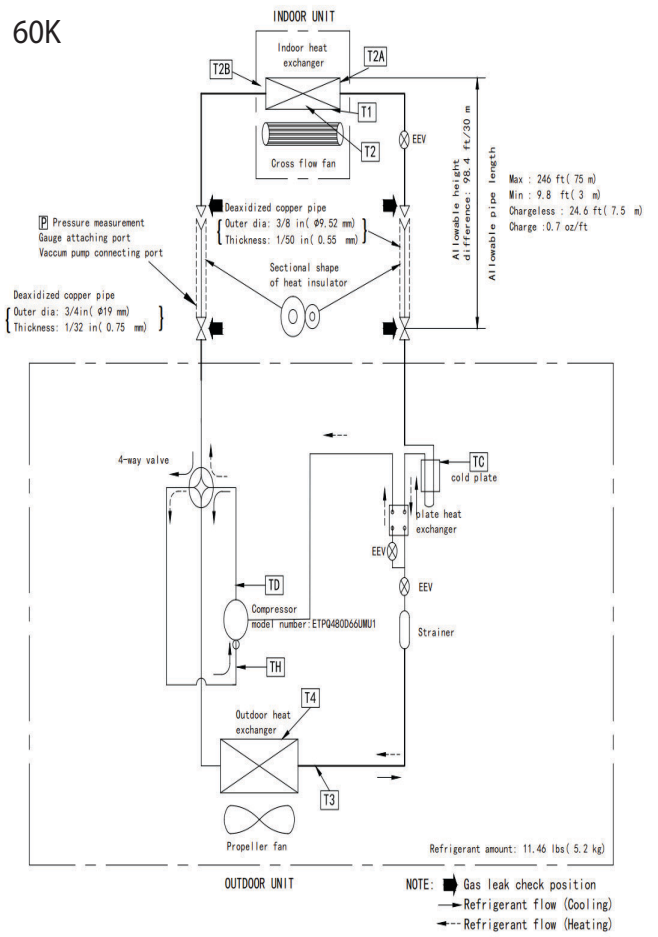 60K
INDOOR UNIT
Indoor heat
exchanger
T2B
T2A
T1
T2
EEV
Cross flow fan
Allowable height
difference: 98.4 ft/30 m
Allowable pipe length
Max : 246 ft( 75 m)
Min : 9.8 ft( 3 m)
Chargeless : 24.6 ft( 7.5 m)
Charge :0.7 oz/ft
Deaxidized copper pipe
{ Outer dia: 3/8 in( Φ9.52 mm) }
Thickness: 1/50 in( 0.55 mm)
P Pressure measurement
Gauge attaching port
Vaccum pump connecting port
Sectional shape
of heat insulator
Deaxidized copper pipe
{ Outer dia: 3/4in( Φ19 mm) }
Thickness: 1/32 in( 0.75 mm)
4-way valve
TC
cold plate
plate heat
exchanger
EEV
EEV
TD
Compressor
model number:ETPQ480D66UMU1
Strainer
TH
T4
Outdoor heat
exchanger
T3
Propeller fan
Refrigerant amount: 11.46 lbs( 5.2 kg)
OUTDOOR UNIT
NOTE: Gas leak check position
Refrigerant flow (Cooling)
Refrigerant flow (Heating)